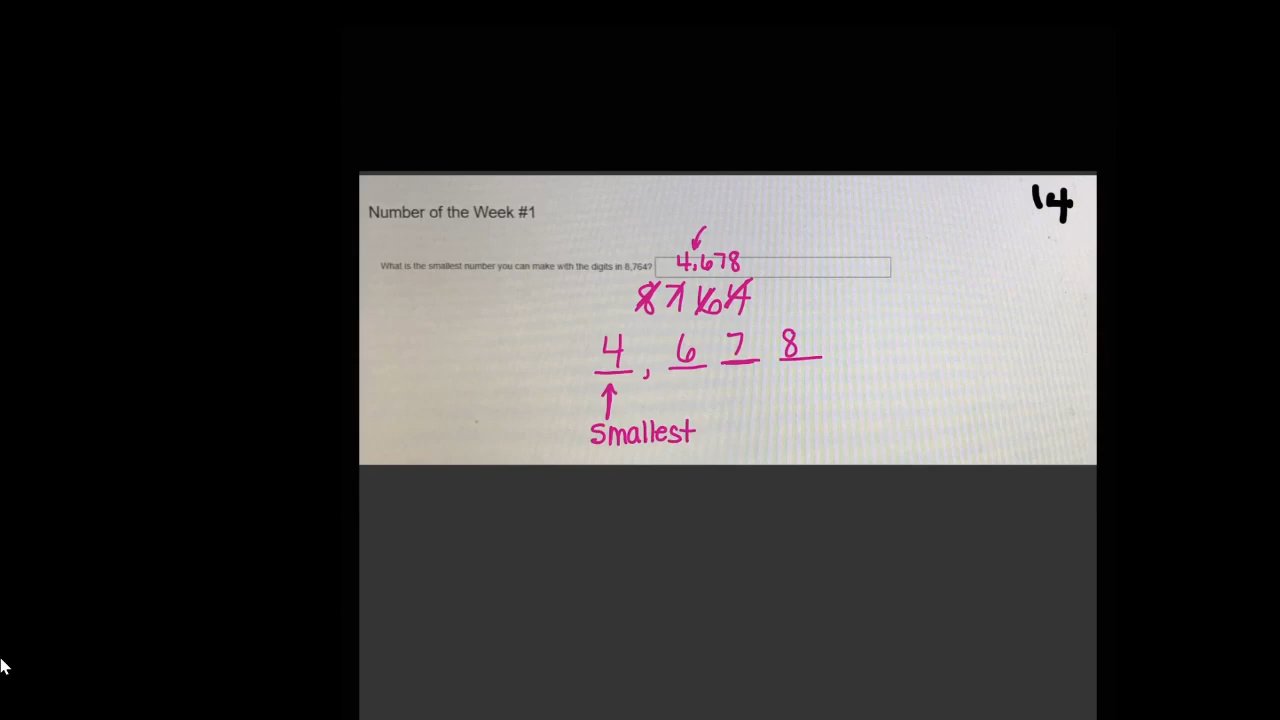 14
Number of the Week #1
What is the smallest number you can make with the digits in 8,764? 4,678
8764
4, 6 7 8
smallest